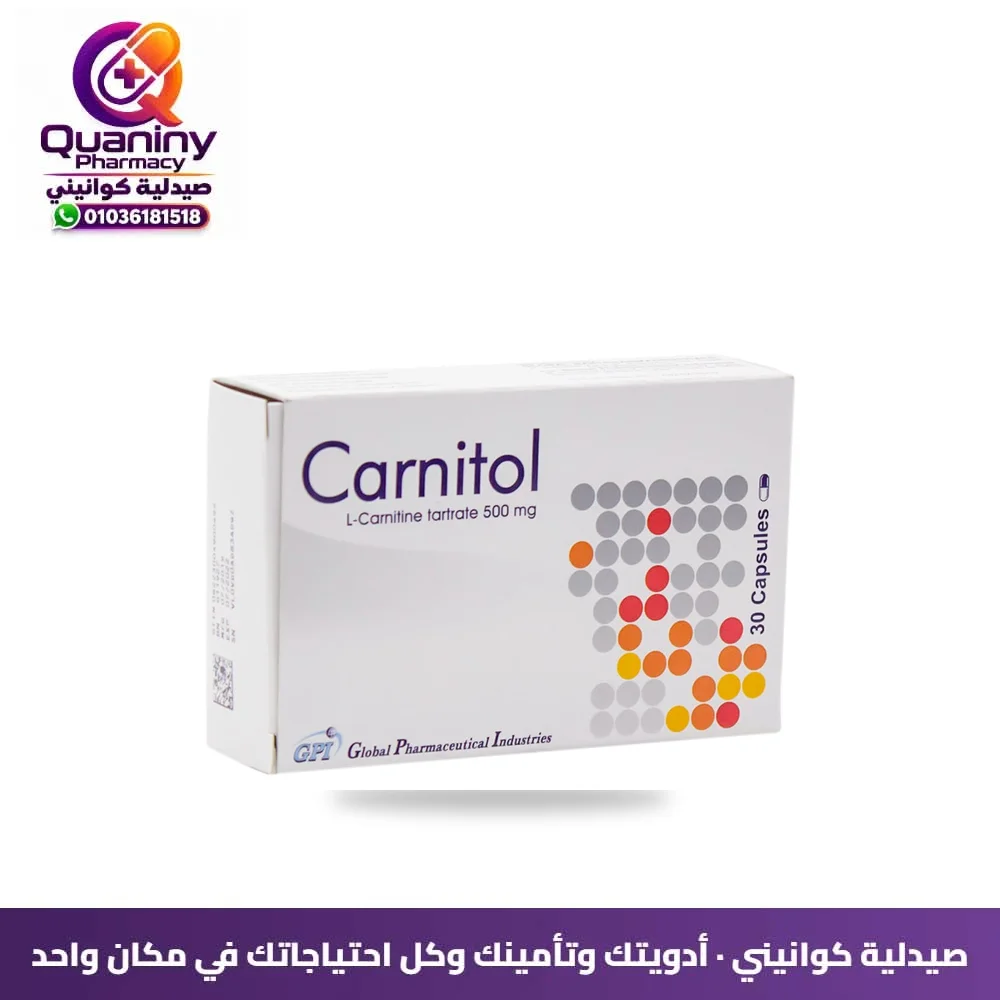 Quaniny
Pharmacy
صيدلية كوانيني
01036181518
Carnitol
L-Carnitine tartrate 500 mg
30 Capsules
GPI Global Pharmaceutical Industries
صيدلية كوانيني • أدويتك وتأمينك وكل احتياجاتك في مكان واحد